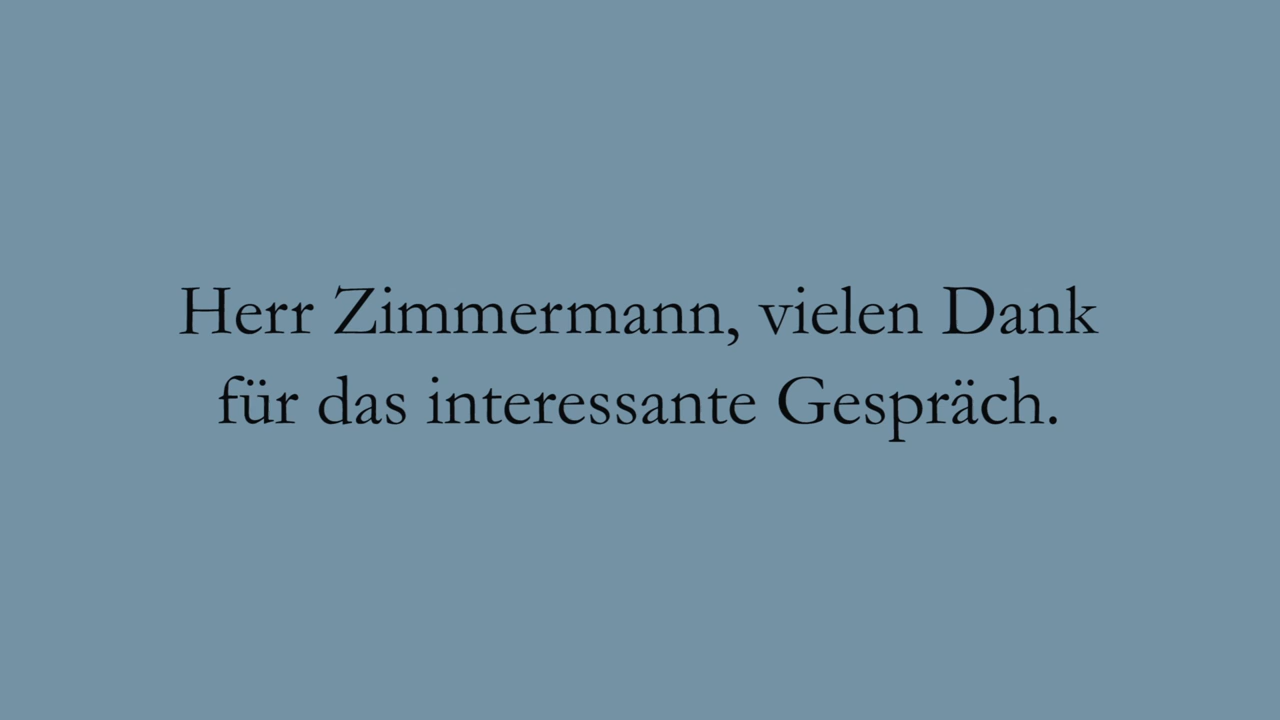 Herr Zimmermann, vielen Dank
für das interessante Gespräch.